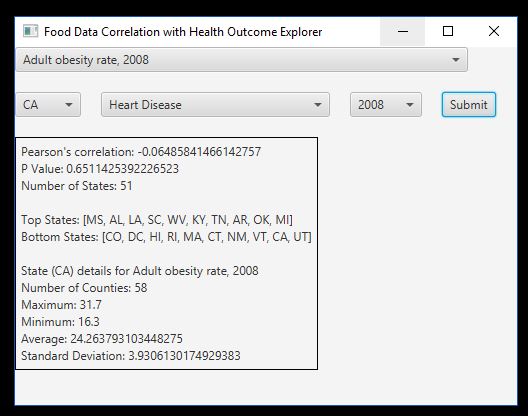 Food Data Correlation with Health Outcome Explorer
Adult obesity rate, 2008
CA Heart Disease 2008 Submit
Pearson's correlation: -0.06485841466142757
P Value: 0.6511425392226523
Number of States: 51
Top States: [MS, AL, LA, SC, WV, KY, TN, AR, OK, MI]
Bottom States: [CO, DC, HI, RI, MA, CT, NM, VT, CA, UT]
State (CA) details for Adult obesity rate, 2008
Number of Counties: 58
Maximum: 31.7
Minimum: 16.3
Average: 24.263793103448275
Standard Deviation: 3.9306130174929383